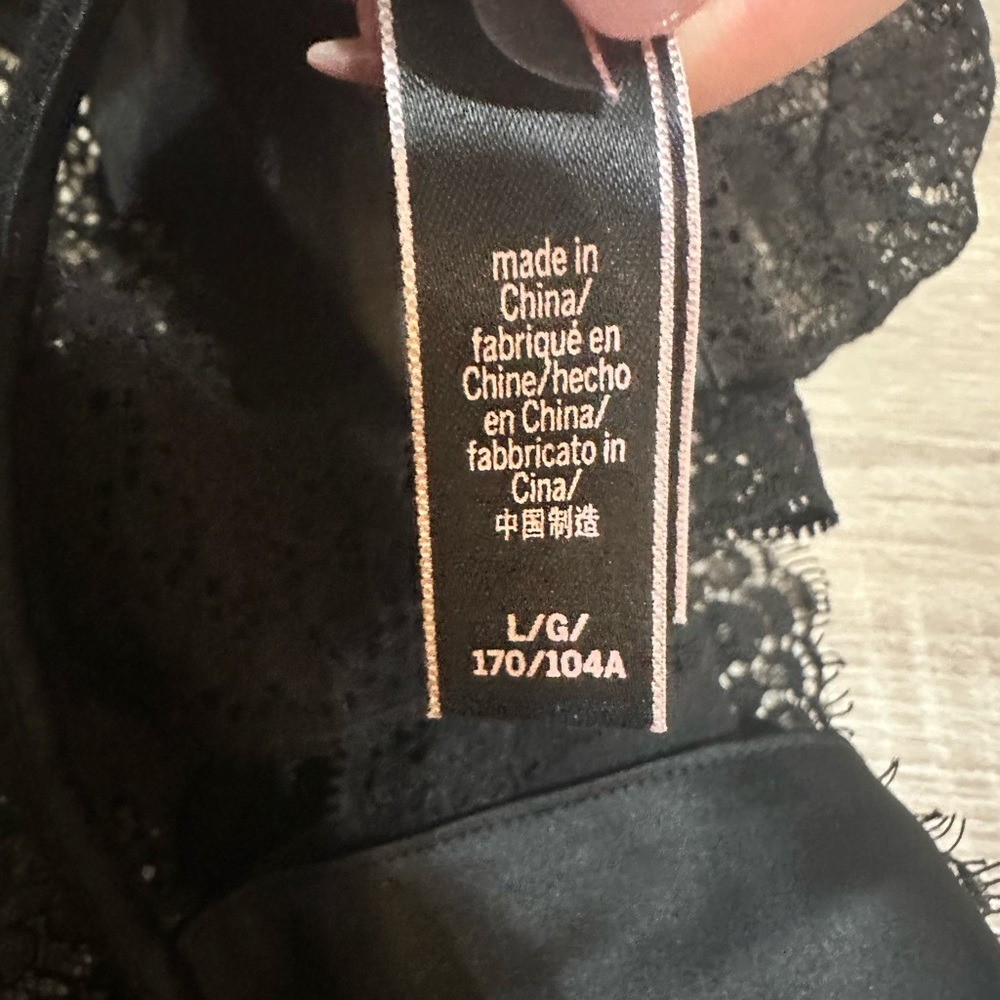 made in
China/
fabriqué en
Chine/hecho
en China/
fabbricato in
Cina/
中国制造
L/G/
170/104A